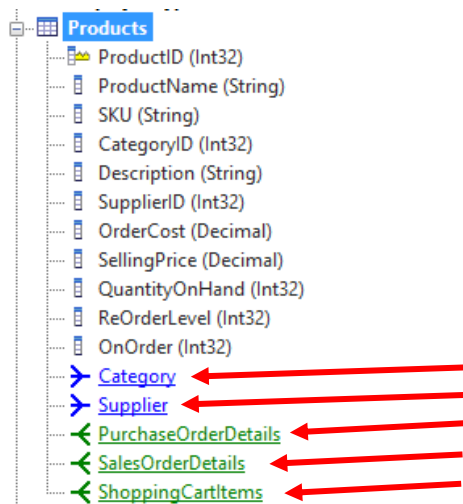 Products
ProductID (Int32)
ProductName (String)
SKU (String)
CategoryID (Int32)
Description (String)
SupplierID (Int32)
OrderCost (Decimal)
SellingPrice (Decimal)
QuantityOnHand (Int32)
ReOrderLevel (Int32)
OnOrder (Int32)
Category
Supplier
PurchaseOrderDetails
SalesOrderDetails
ShoppingCartItems